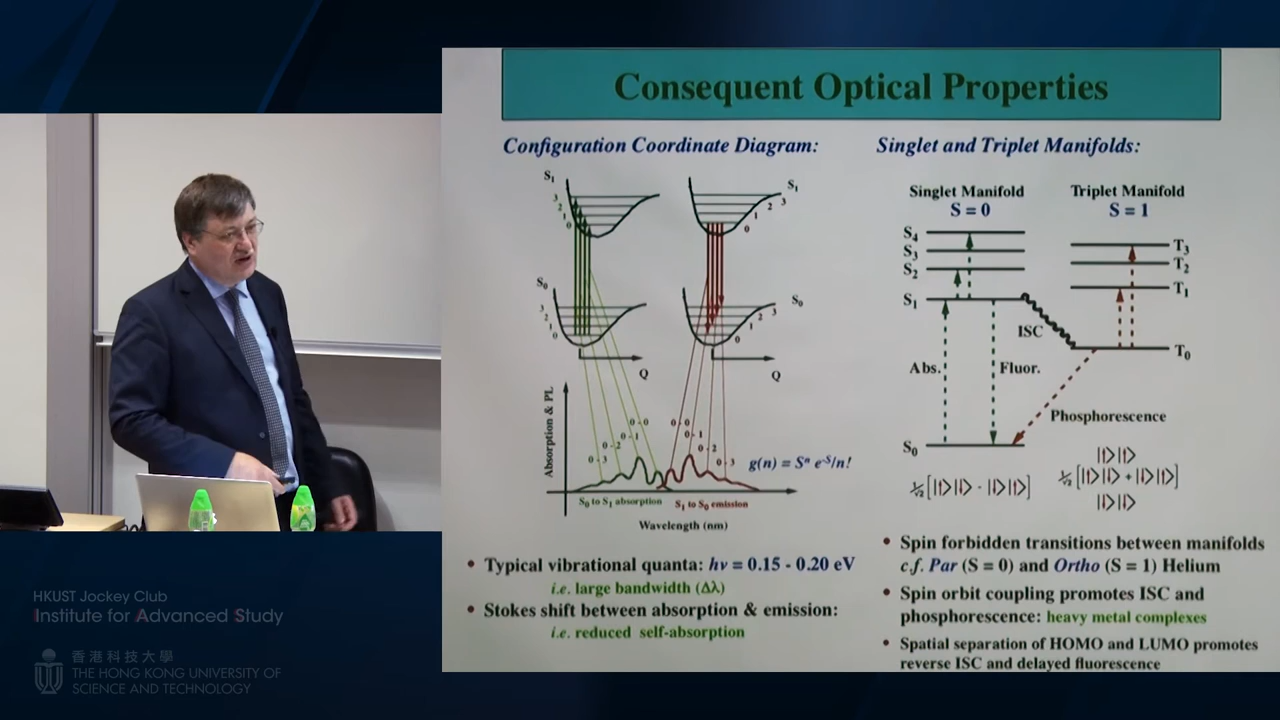 Consequent Optical Properties
Configuration Coordinate Diagram:
S₁
3
2
1
0
S₁
3
2
1
0
S₀
3
2
1
0
S₀
3
2
1
0
Q
Q
Absorption & PL
0-0
0-1
0-2
0-3
0-0
0-1
0-2
0-3
g(n) = Sⁿ e⁻ˢ/n!
S₀ to S₁ absorption
S₁ to S₀ emission
Wavelength (nm)
• Typical vibrational quanta: hν = 0.15 - 0.20 eV
i.e. large bandwidth (Δλ)
• Stokes shift between absorption & emission:
i.e. reduced self-absorption
Singlet and Triplet Manifolds:
Singlet Manifold
S = 0
Triplet Manifold
S = 1
S₄
S₃
S₂
S₁
T₃
T₂
T₁
ISC
T₀
Abs.
Fluor.
Phosphorescence
S₀
• Spin forbidden transitions between manifolds
c.f. Par (S = 0) and Ortho (S = 1) Helium
• Spin orbit coupling promotes ISC and
phosphorescence: heavy metal complexes
• Spatial separation of HOMO and LUMO promotes
reverse ISC and delayed fluorescence
HKUST Jockey Club
Institute for Advanced Study
香港科技大學
THE HONG KONG UNIVERSITY OF
SCIENCE AND TECHNOLOGY